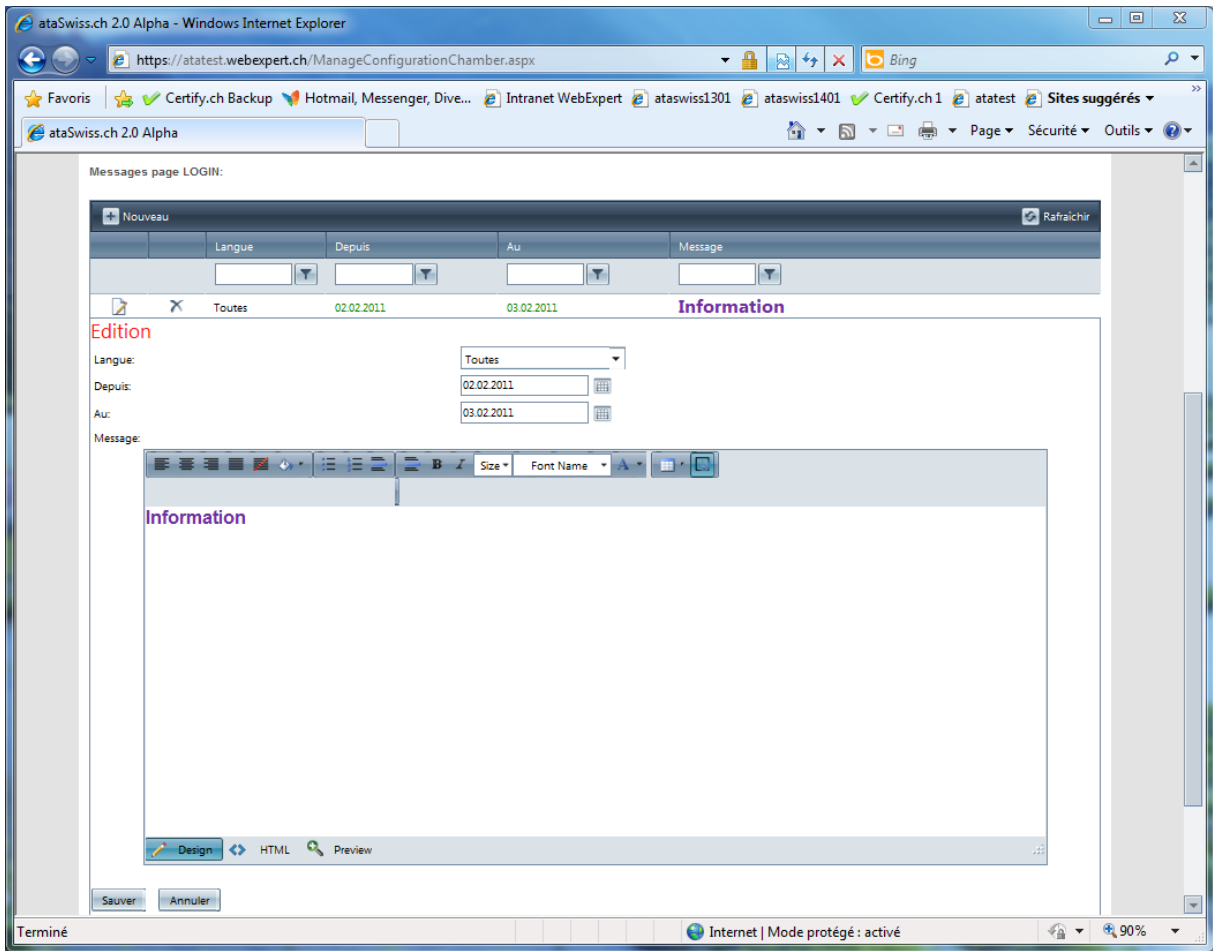 ataSwiss.ch 2.0 Alpha - Windows Internet Explorer
https://atatest.webexpert.ch/ManageConfigurationChamber.aspx Bing
Favoris Certify.ch Backup Hotmail, Messenger, Dive... Intranet WebExpert ataswiss1301 ataswiss1401 Certify.ch 1 atatest Sites suggérés
ataSwiss.ch 2.0 Alpha Page Sécurité Outils
Messages page LOGIN:
Nouveau Rafraichir
Langue Depuis Au Message
Toutes 02.02.2011 03.02.2011 Information
Edition
Langue: Toutes
Depuis: 02.02.2011
Au: 03.02.2011
Message:
B I Size Font Name A
Information
Design HTML Preview
Sauver Annuler
Terminé Internet | Mode protégé : activé 90%